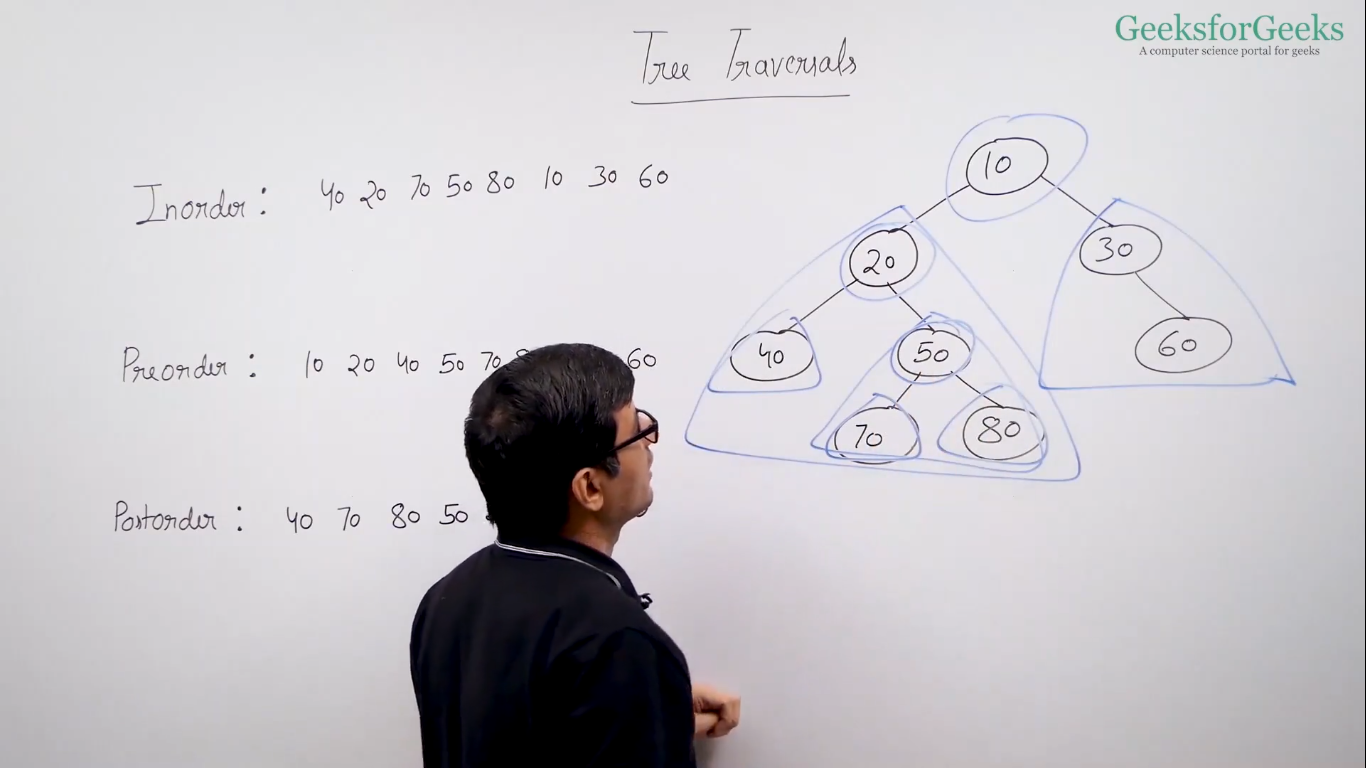 GeeksforGeeks
A computer science portal for geeks
Tree Traversals
Inorder : 40 20 70 50 80 10 30 60
Preorder : 10 20 40 50 70 60
Postorder : 40 70 80 50
10
20
30
40
50
60
70
80